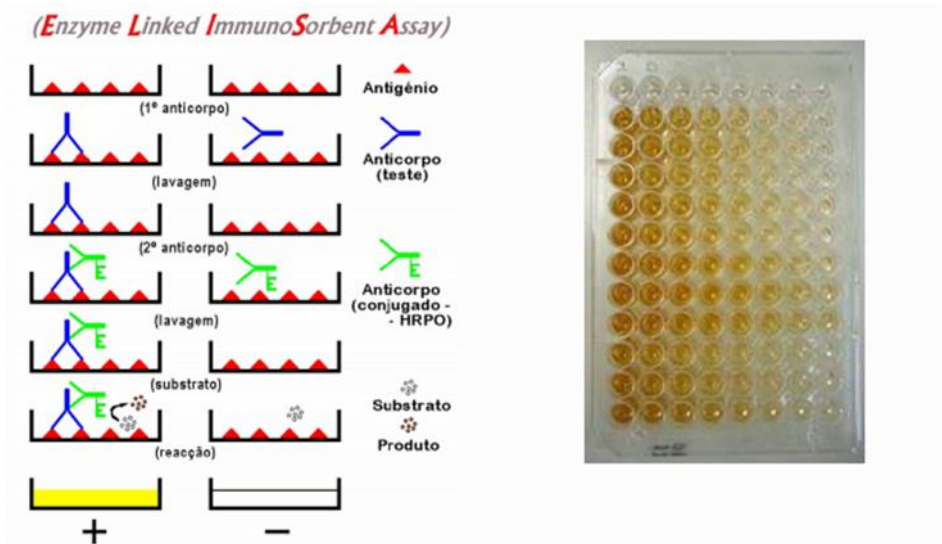 (Enzyme Linked ImmunoSorbent Assay)
Antigénio
(1º anticorpo)
Anticorpo
(teste)
(lavagem)
(2º anticorpo)
E
E
E
Anticorpo
(conjugado -
- HRPO)
(lavagem)
E
(substrato)
E
Substrato
Produto
(reacção)
+
−